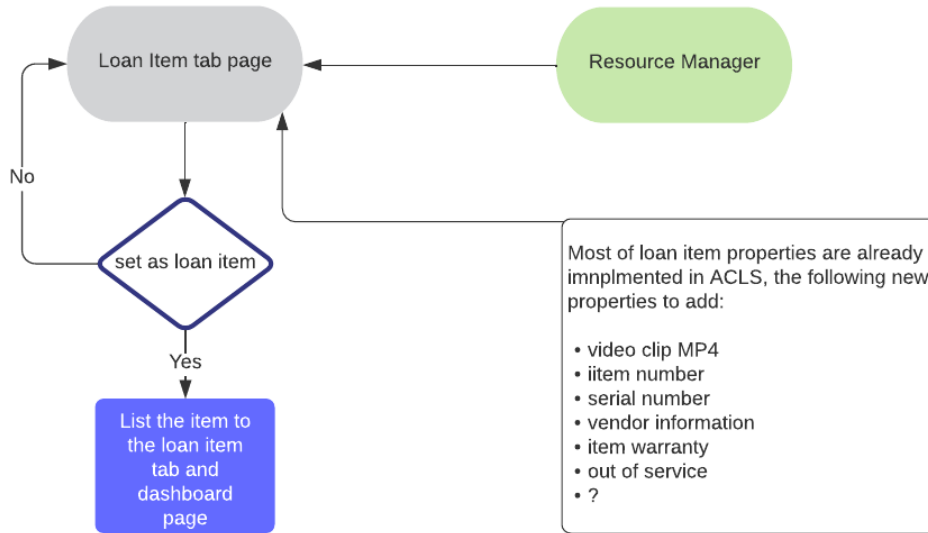 Loan Item tab page
Resource Manager
No
set as loan item
Yes
List the item to
the loan item
tab and
dashboard
page
Most of loan item properties are already
imnplmented in ACLS, the following new
properties to add:
• video clip MP4
• iitem number
• serial number
• vendor information
• item warranty
• out of service
• ?